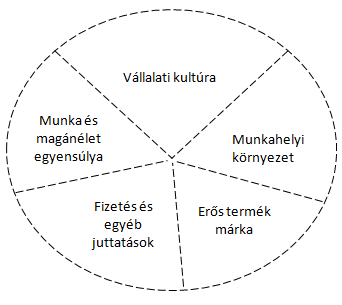 Vállalati kultúra
Munka és
magánélet
egyensúlya
Munkahelyi
környezet
Fizetés és
egyéb
juttatások
Erős termék
márka